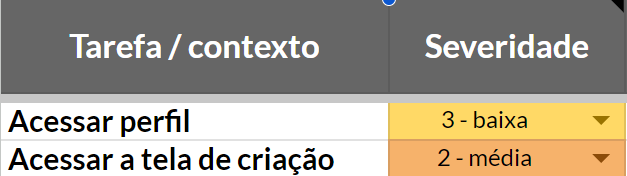 Tarefa / contexto Severidade
Acessar perfil 3 - baixa
Acessar a tela de criação 2 - média